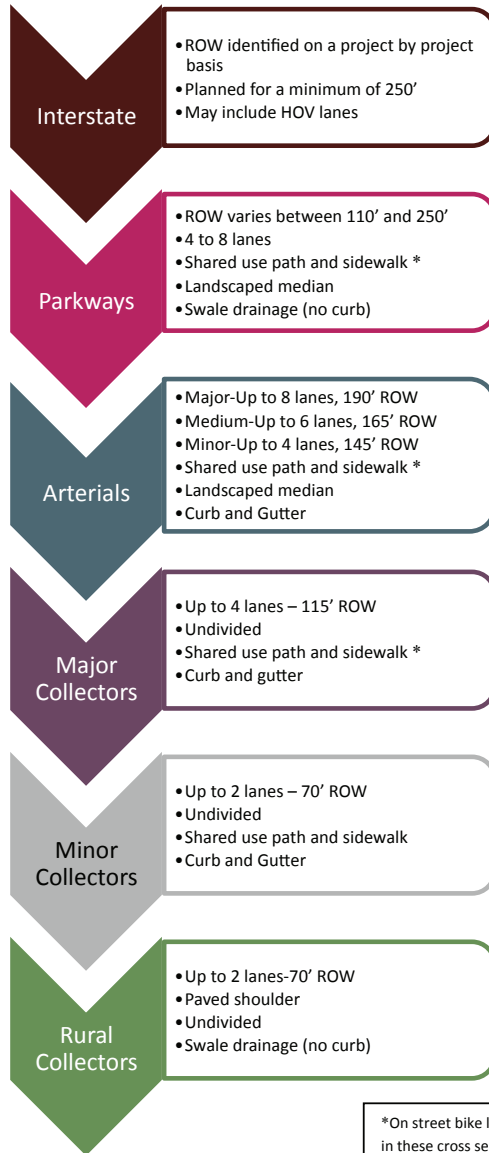 Interstate
•ROW identified on a project by project
basis
•Planned for a minimum of 250’
•May include HOV lanes
Parkways
•ROW varies between 110’ and 250’
•4 to 8 lanes
•Shared use path and sidewalk *
•Landscaped median
•Swale drainage (no curb)
Arterials
•Major-Up to 8 lanes, 190’ ROW
•Medium-Up to 6 lanes, 165’ ROW
•Minor-Up to 4 lanes, 145’ ROW
•Shared use path and sidewalk *
•Landscaped median
•Curb and Gutter
Major
Collectors
•Up to 4 lanes – 115’ ROW
•Undivided
•Shared use path and sidewalk *
•Curb and gutter
Minor
Collectors
•Up to 2 lanes – 70’ ROW
•Undivided
•Shared use path and sidewalk
•Curb and Gutter
Rural
Collectors
•Up to 2 lanes-70’ ROW
•Paved shoulder
•Undivided
•Swale drainage (no curb)
*On street bike
in these cross